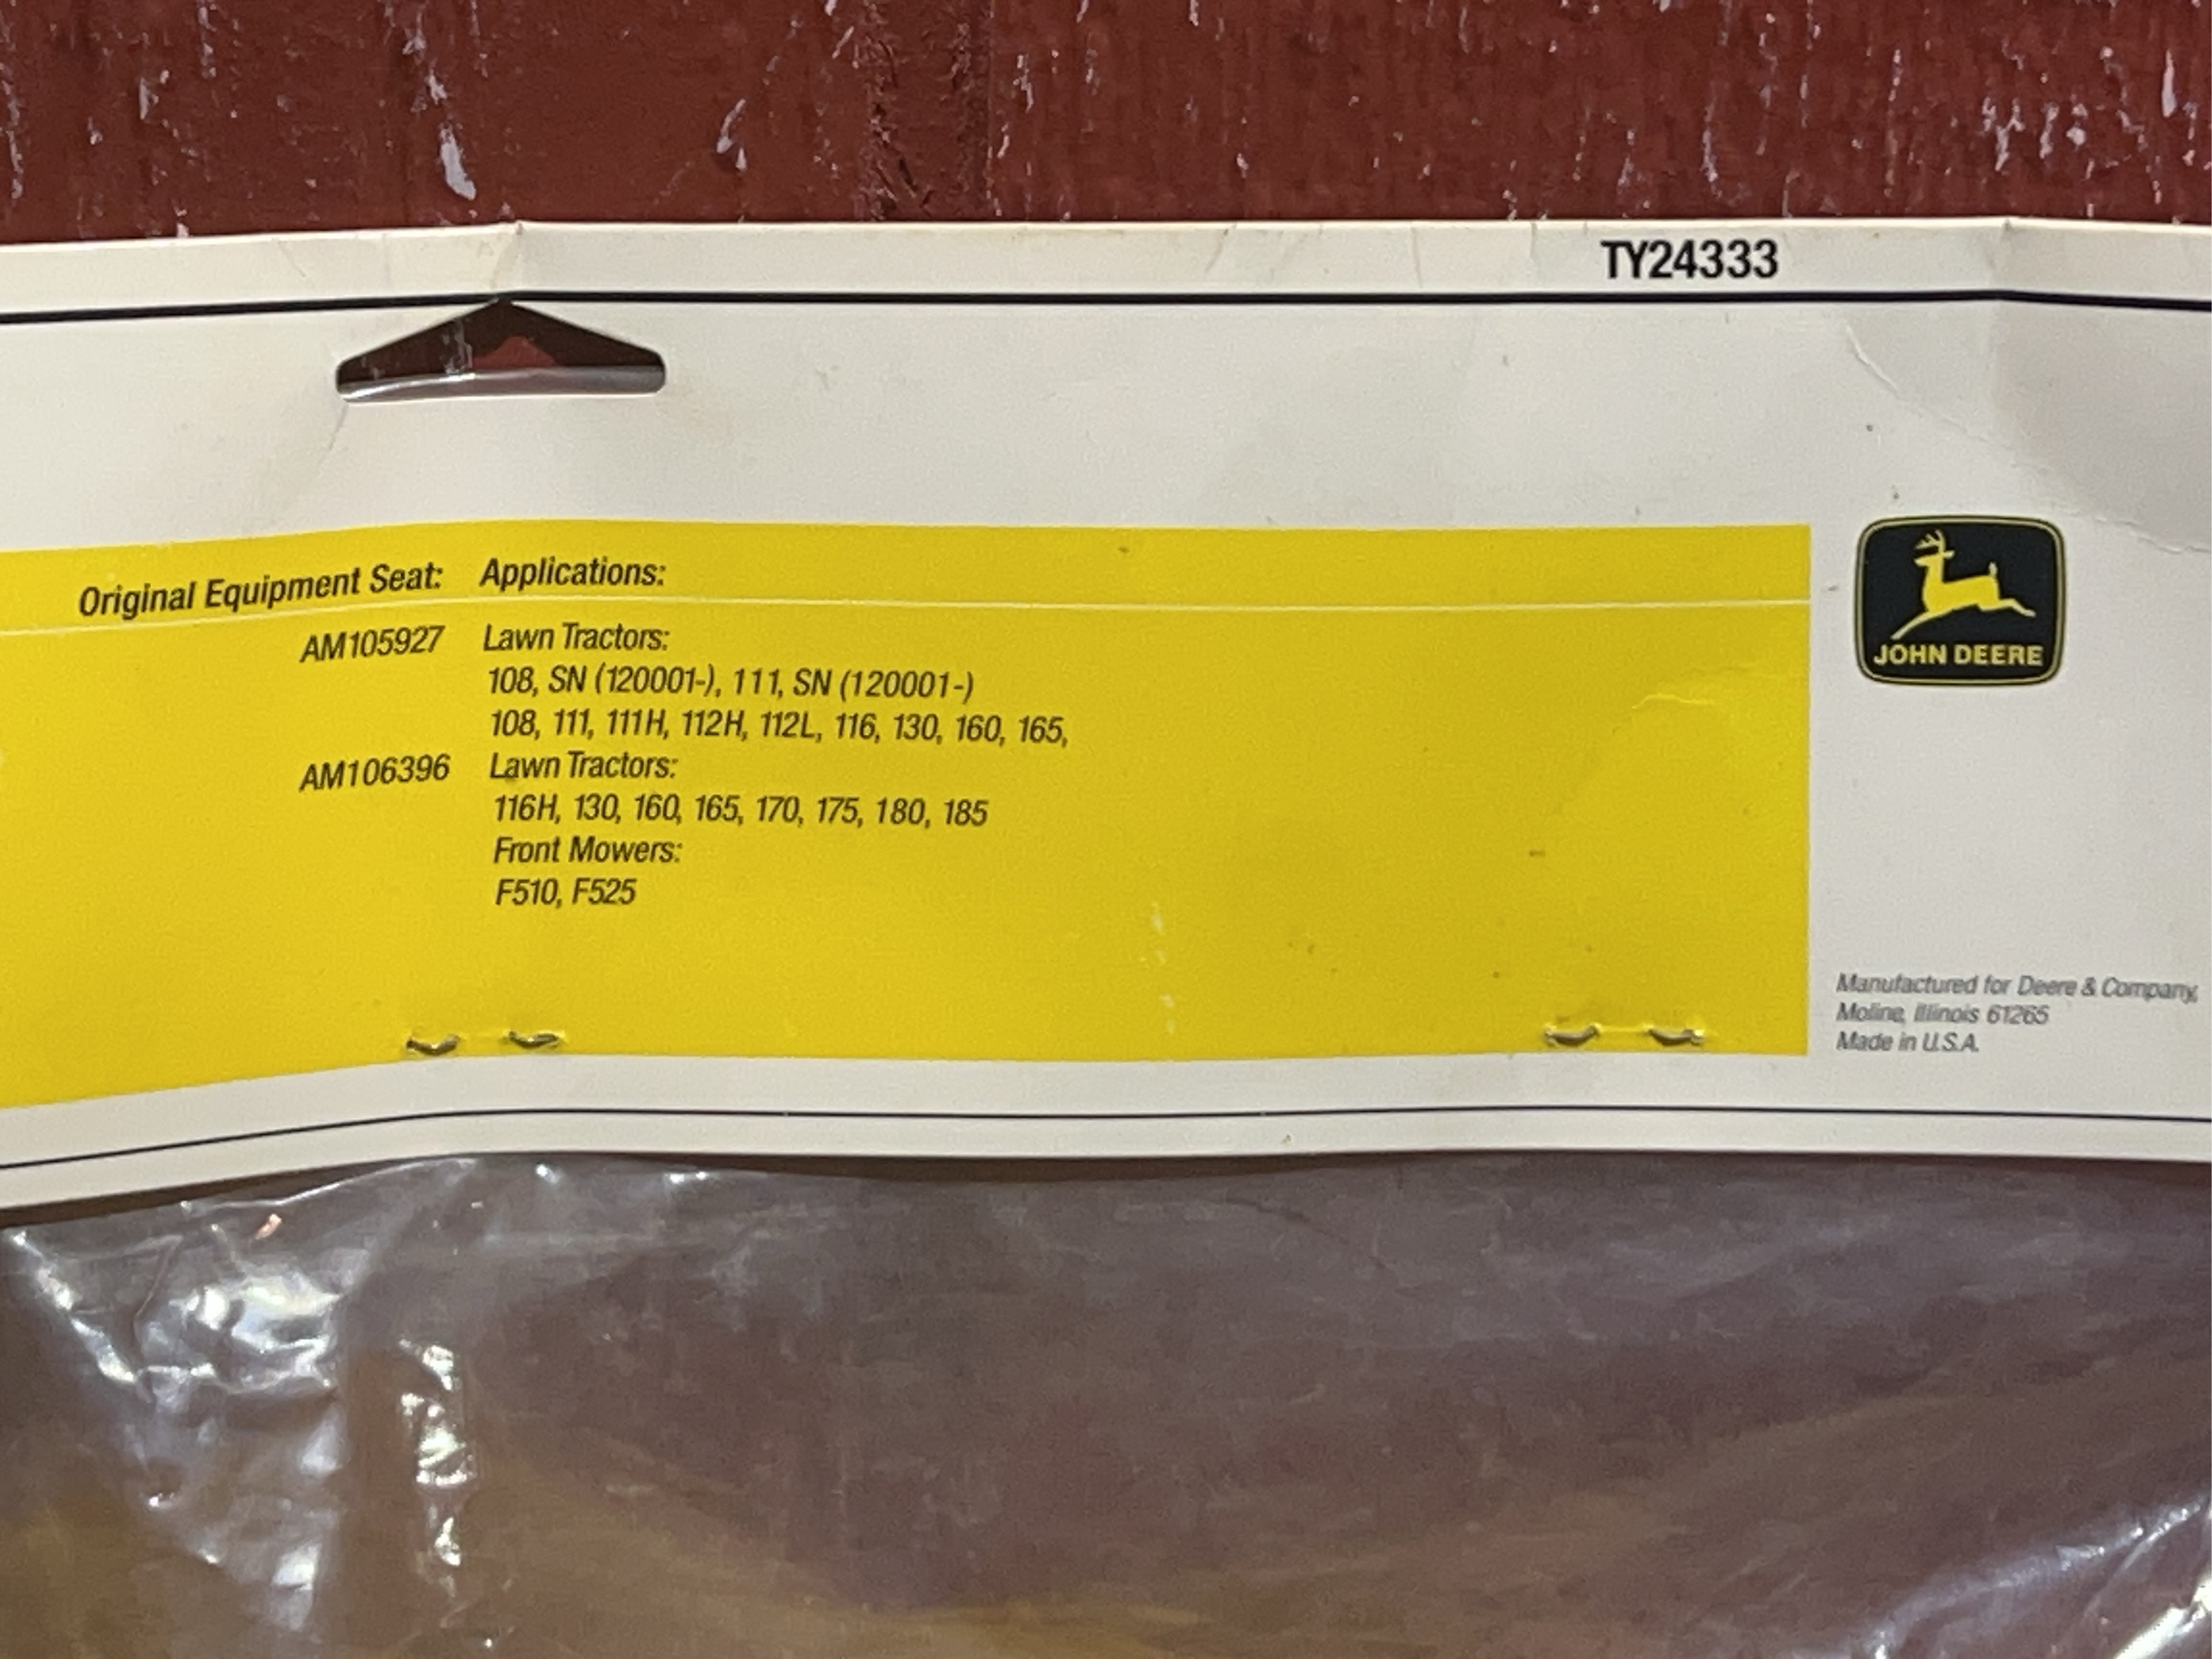 TY24333
Original Equipment Seat: Applications:
AM105927 Lawn Tractors:
108, SN (120001-), 111, SN (120001-)
108, 111, 111H, 112H, 112L, 116, 130, 160, 165,
AM106396 Lawn Tractors:
116H, 130, 160, 165, 170, 175, 180, 185
Front Mowers:
F510, F525
JOHN DEERE
Manufactured for Deere & Company,
Moline, Illinois 61265
Made in U.S.A.